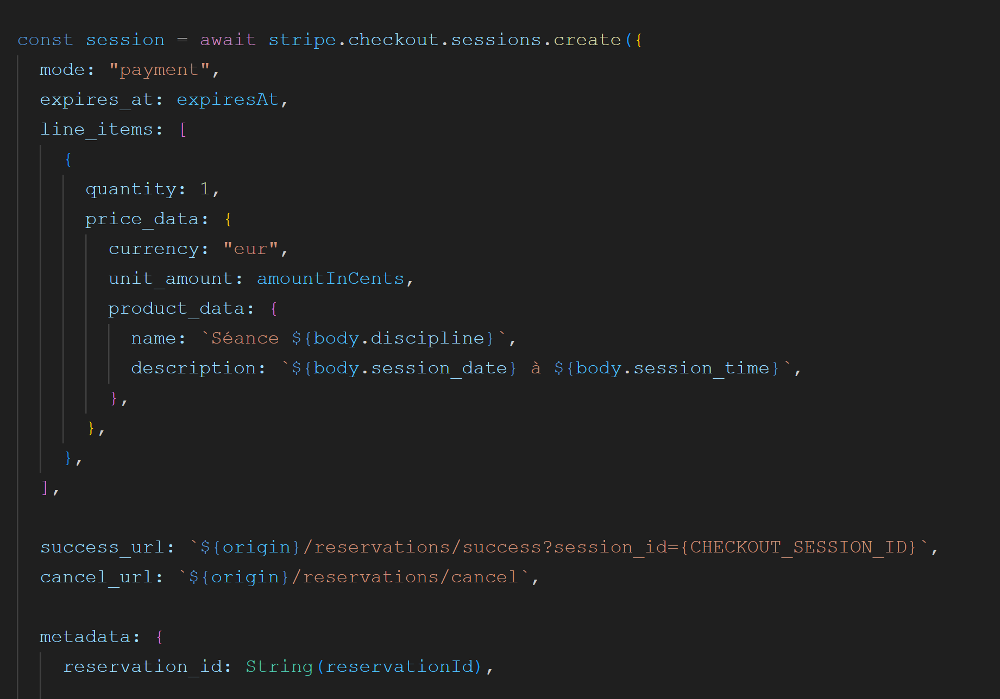 const session = await stripe.checkout.sessions.create({
  mode: "payment",
  expires_at: expiresAt,
  line_items: [
    {
      quantity: 1,
      price_data: {
        currency: "eur",
        unit_amount: amountInCents,
        product_data: {
          name: `Séance ${body.discipline}`,
          description: `${body.session_date} à ${body.session_time}`,
        },
      },
    },
  ],

  success_url: `${origin}/reservations/success?session_id={CHECKOUT_SESSION_ID}`,
  cancel_url: `${origin}/reservations/cancel`,

  metadata: {
    reservation_id: String(reservationId),